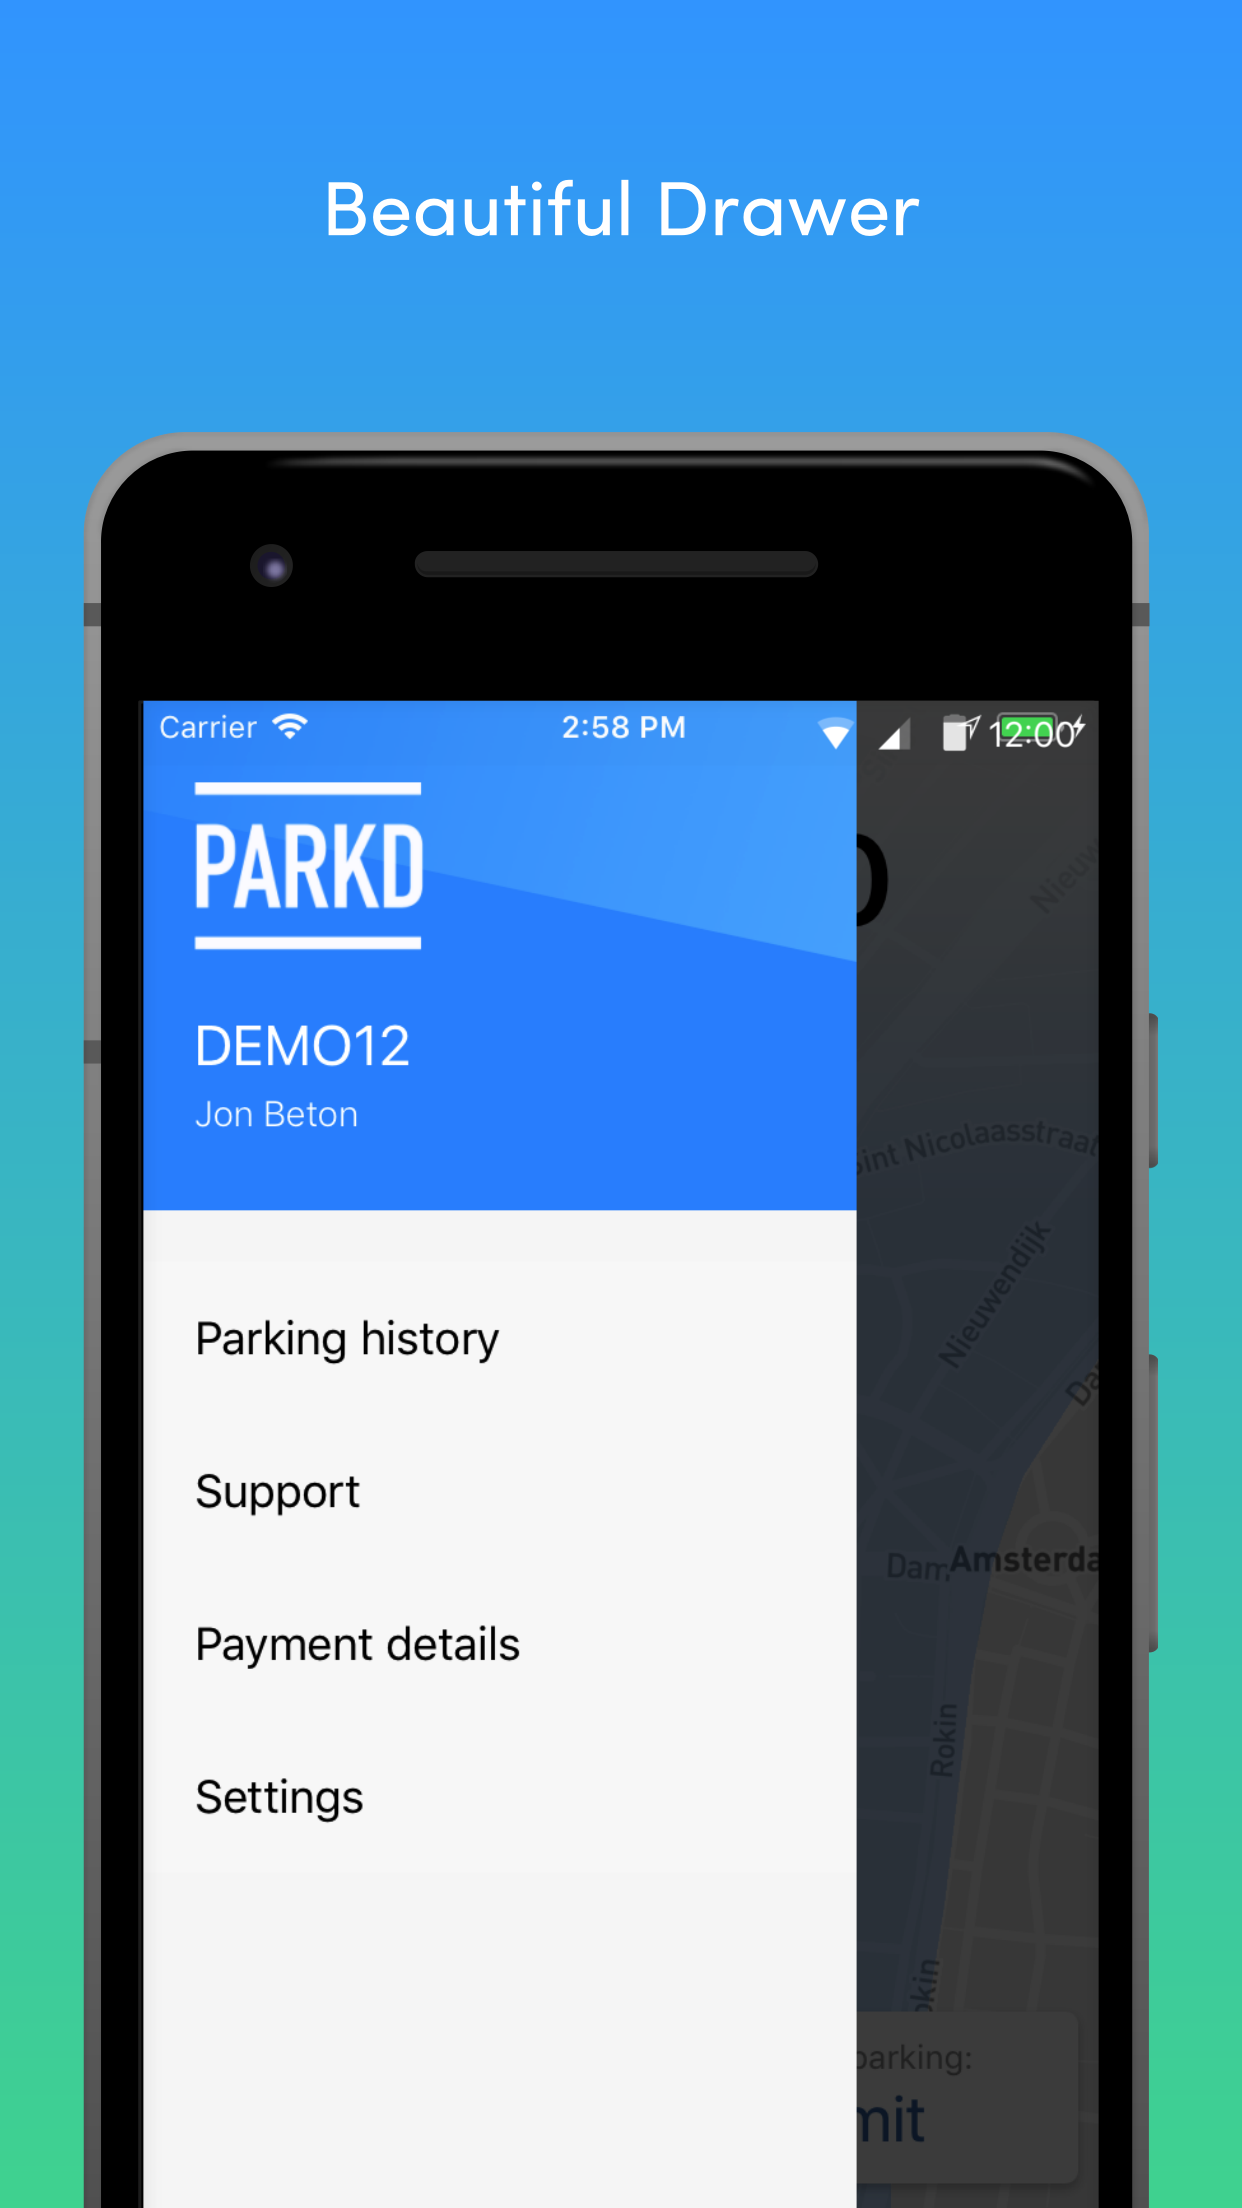 Beautiful Drawer
Carrier 2:58 PM 12:00
PARKD
DEMO12
Jon Beton
Parking history
Support
Payment details
Settings
Nieuw
Sint Nicolaasstraat
Nieuwendijk
Da
Dam,
Amsterda
Rokin
okin
parking:
mit